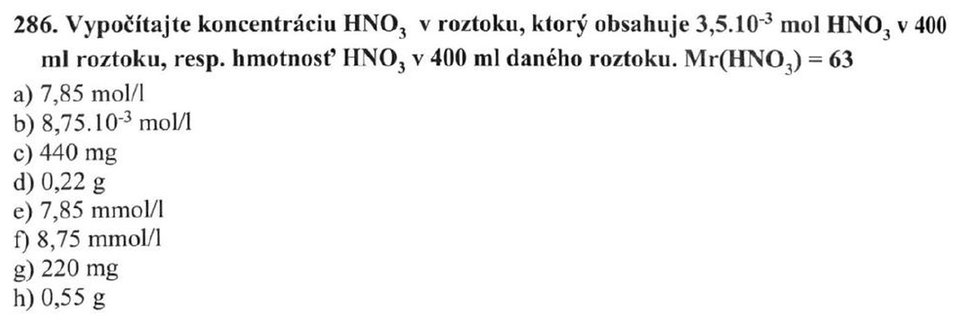 286. Vypočítajte koncentráciu HNO₃ v roztoku, ktorý obsahuje 3,5.10⁻³ mol HNO₃ v 400
ml roztoku, resp. hmotnosť HNO₃ v 400 ml daného roztoku. Mr(HNO₃) = 63
a) 7,85 mol/l
b) 8,75.10⁻³ mol/l
c) 440 mg
d) 0,22 g
e) 7,85 mmol/l
f) 8,75 mmol/l
g) 220 mg
h) 0,55 g